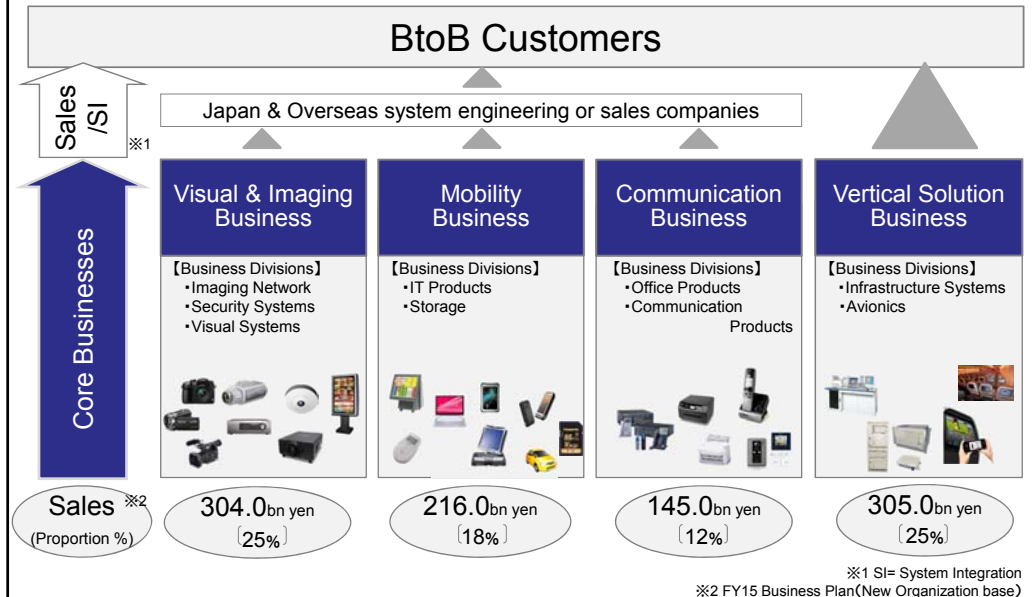 BtoB Customers
Sales
/SI
※1
Japan & Overseas system engineering or sales companies
Core Businesses
Visual & Imaging
Business
【Business Divisions】
・Imaging Network
・Security Systems
・Visual Systems
Mobility
Business
【Business Divisions】
・IT Products
・Storage
Communication
Business
【Business Divisions】
・Office Products
・Communication
Products
Vertical Solution
Business
【Business Divisions】
・Infrastructure Systems
・Avionics
Sales ※2
(Proportion %)
304.0bn yen
[25%]
216.0bn yen
[18%]
145.0bn yen
[12%]
305.0bn yen
[25%]
※1 SI= System Integration
※2 FY15 Business Plan(New Organization base)